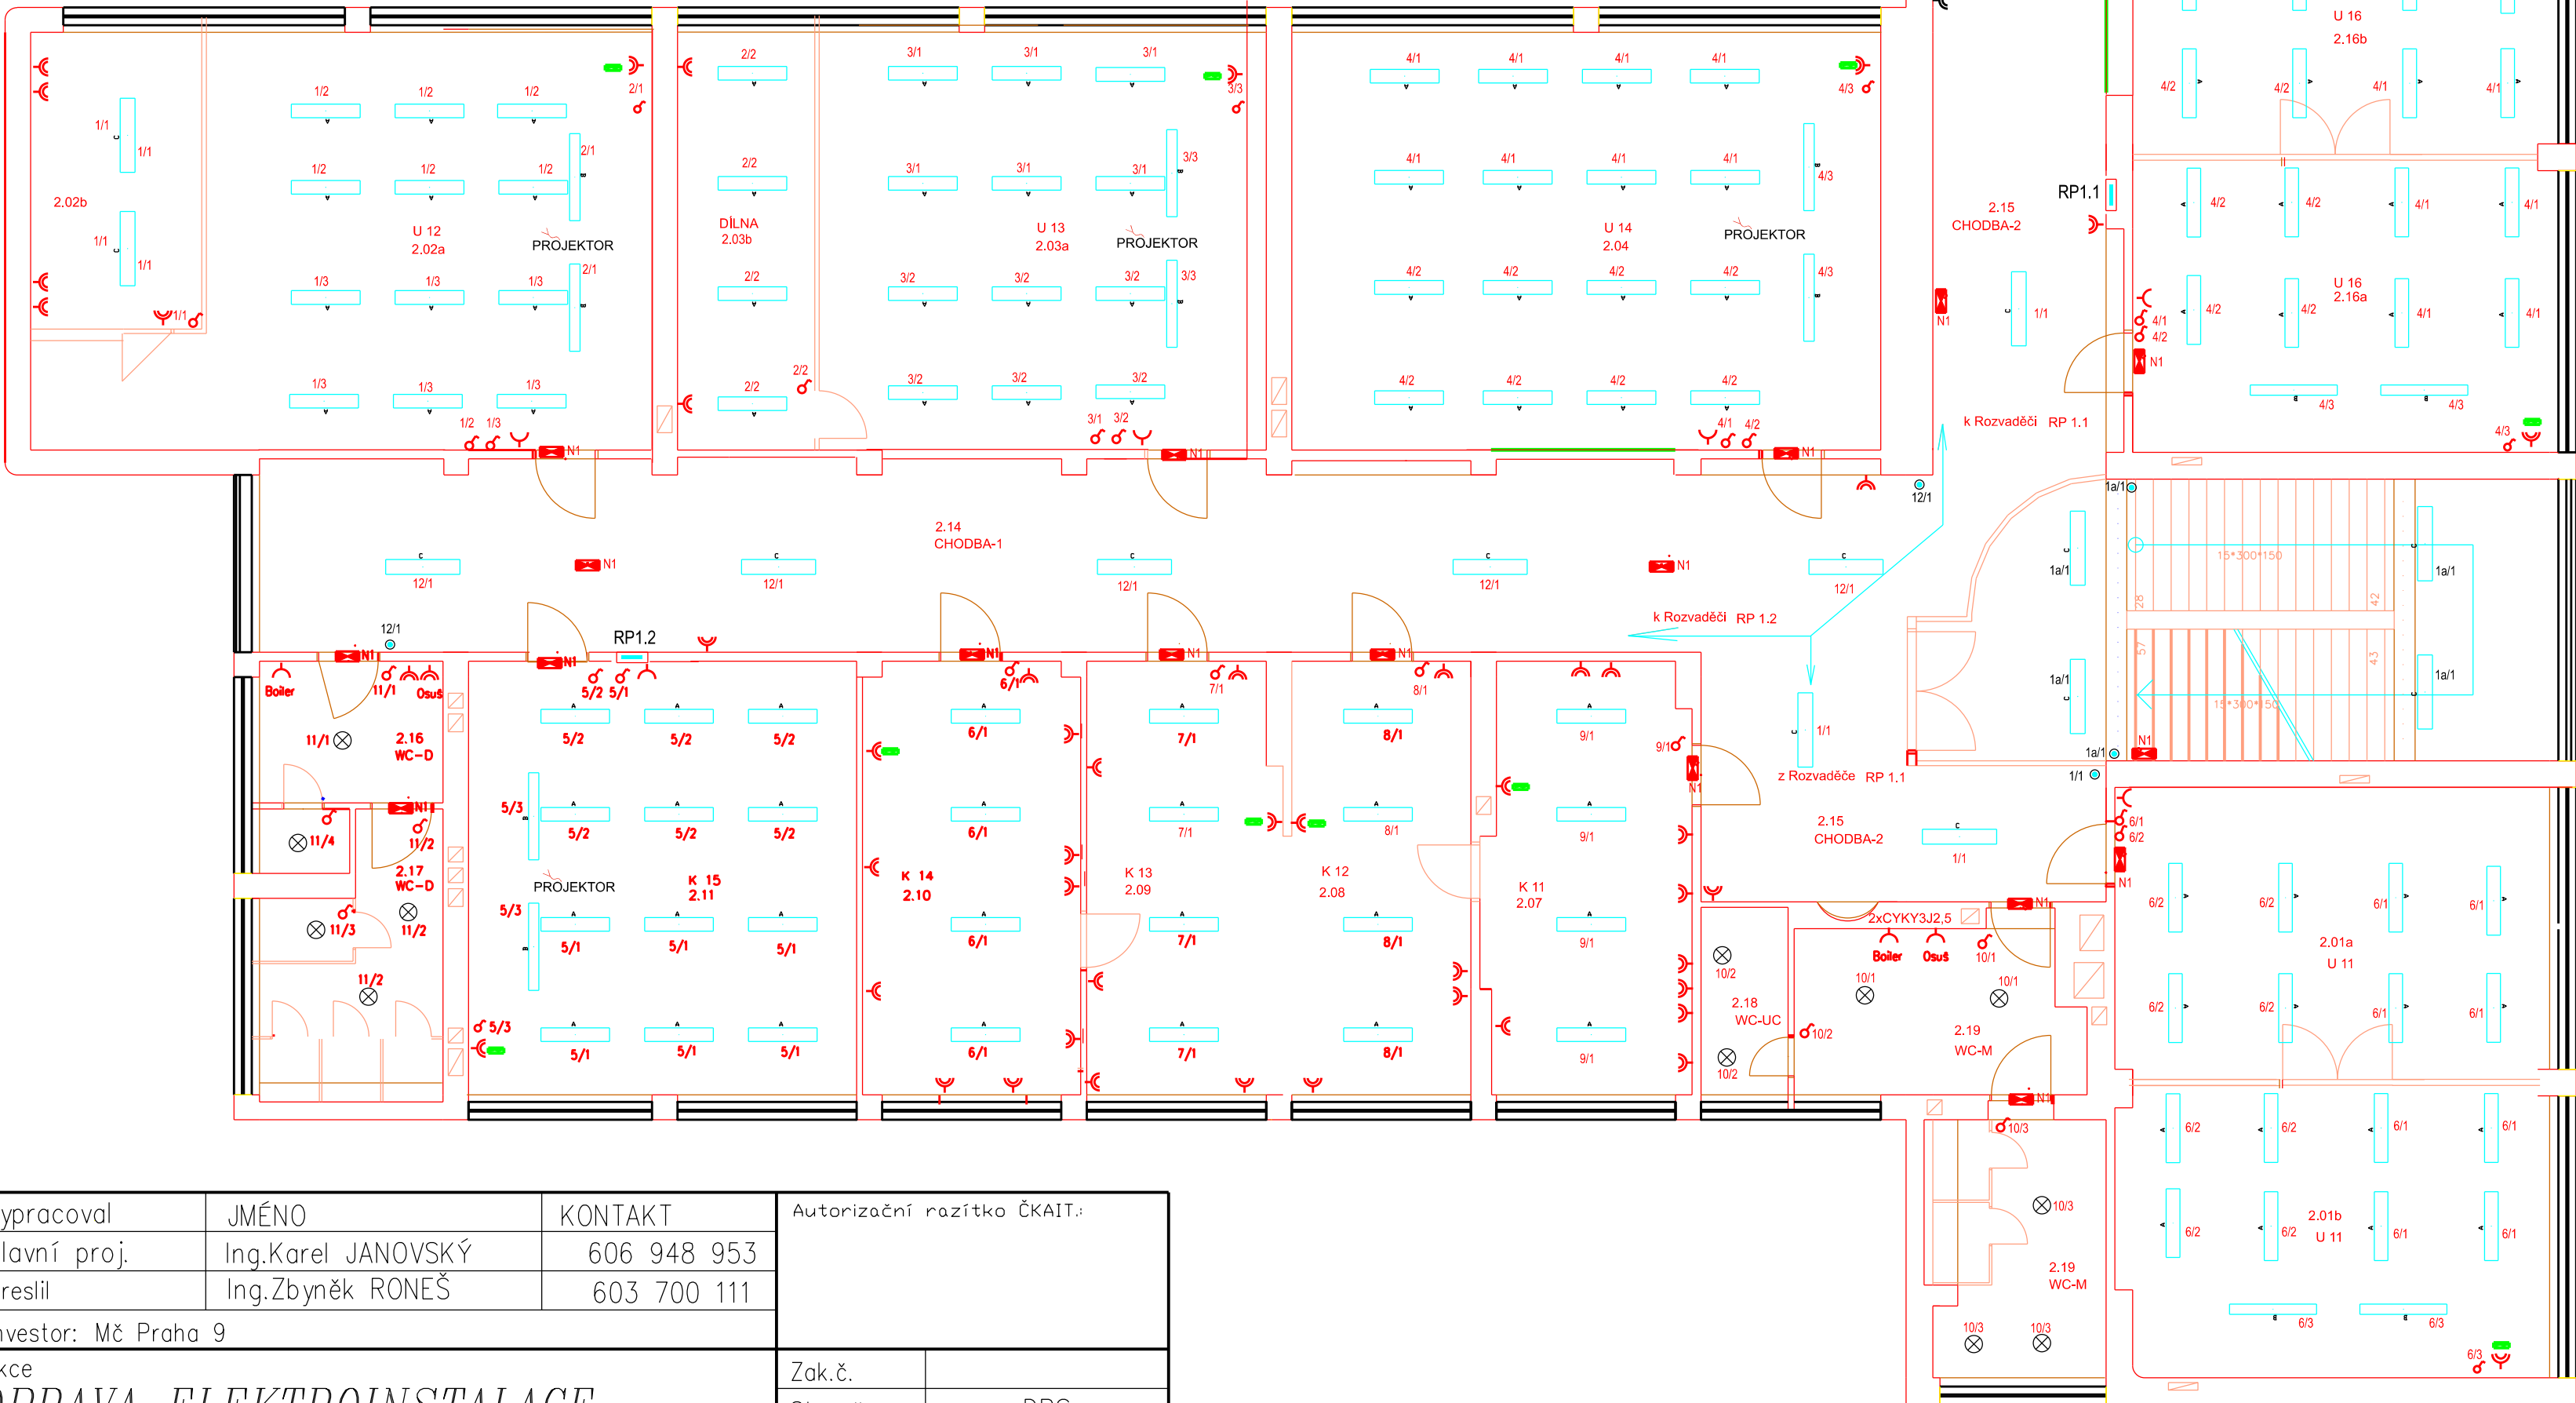 U 16
2.16b
4/2
4/2
4/1
4/1
2/1
1/2
1/2
1/2
1/1
1/1
2/1
1/2
1/2
1/2
2.02b
U 12
2.02a
PROJEKTOR
1/1
1/1
2/1
1/3
1/3
1/3
1/1
1/3
1/3
1/3
1/2
1/3
N1
2/2
2/2
DÍLNA
2.03b
2/2
2/2
2/2
3/1
3/1
3/1
3/3
3/1
3/1
3/1
3/3
U 13
2.03a
PROJEKTOR
3/2
3/2
3/2
3/3
3/2
3/2
3/2
3/1
3/2
N1
4/1
4/1
4/1
4/1
4/3
4/1
4/1
4/1
4/1
4/3
U 14
2.04
PROJEKTOR
4/2
4/2
4/2
4/2
4/3
4/2
4/2
4/2
4/2
4/1
4/2
N1
RP1.1
2.15
CHODBA-2
N1
1/1
k Rozvaděči RP 1.1
4/2
4/2
4/1
4/1
U 16
2.16a
4/1
4/2
N1
4/2
4/2
4/1
4/1
4/3
4/3
4/3
12/1
2.14
CHODBA-1
12/1
N1
12/1
12/1
12/1
N1
12/1
k Rozvaděči RP 1.2
12/1
RP1.2
1a/1
1a/1
1a/1
15*300*150
28
42
57
43
15*300*150
1a/1
1a/1
1a/1
N1
1/1
z Rozvaděče RP 1.1
1/1
2.15
CHODBA-2
1/1
N1
Boiler
11/1
Osuš
11/1
2.16
WC-D
N1
11/4
11/2
2.17
WC-D
11/3
11/2
11/2
N1
5/2
5/1
5/2
5/2
5/2
5/3
5/2
5/2
5/2
PROJEKTOR
K 15
2.11
5/3
5/1
5/1
5/1
5/3
5/1
5/1
5/1
N1
6/1
6/1
6/1
K 14
2.10
6/1
6/1
N1
7/1
7/1
7/1
K 13
2.09
7/1
7/1
N1
8/1
8/1
8/1
K 12
2.08
8/1
8/1
9/1
9/1
N1
9/1
K 11
2.07
9/1
9/1
2xCYKY3J2,5
N1
Boiler
Osuš
10/1
10/2
2.18
WC-UC
10/2
10/2
10/1
10/1
2.19
WC-M
N1
10/3
10/3
2.19
WC-M
10/3
10/3
6/1
6/2
N1
6/2
6/2
6/1
6/1
2.01a
U 11
6/2
6/2
6/1
6/1
6/2
6/2
6/1
6/1
2.01b
U 11
6/2
6/2
6/1
6/1
6/3
6/3
6/3
ypracoval JMÉNO KONTAKT
lavní proj. Ing.Karel JANOVSKÝ 606 948 953
reslil Ing.Zbyněk RONEŠ 603 700 111
nvestor: Mč Praha 9
Autorizační razítko ČKAIT.:
kce
OPRAVA ELEKTROINSTALACE
Zak.č.